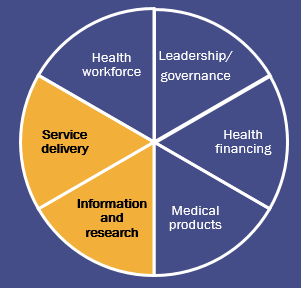 Health
workforce
Leadership/
governance
Service
delivery
Health
financing
Information
and
research
Medical
products